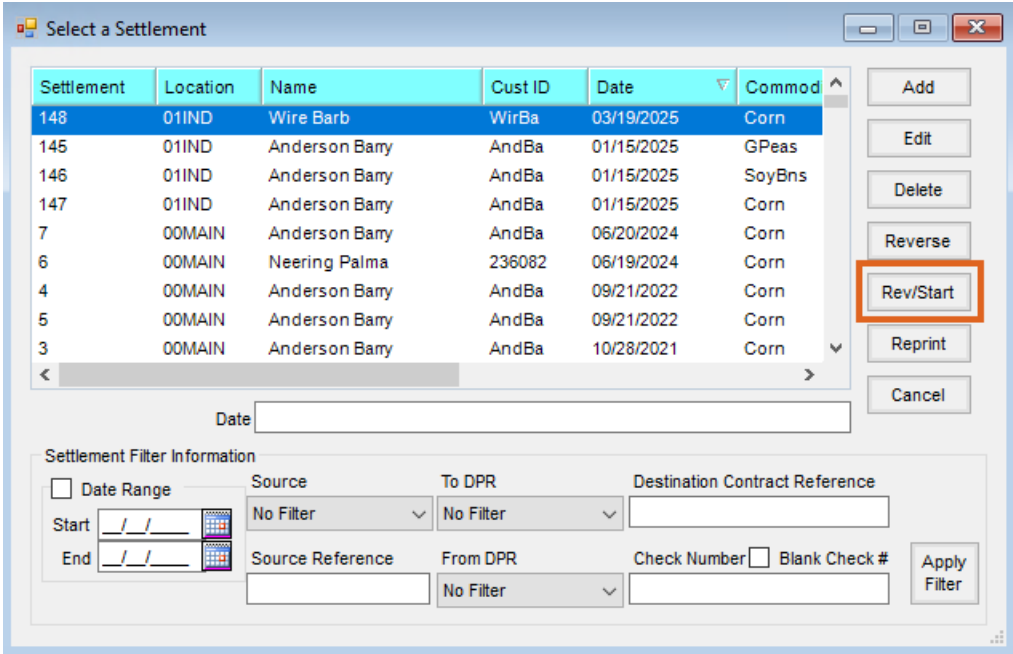 Select a Settlement
Settlement Location Name Cust ID Date Commod
148 01IND Wire Barb WirBa 03/19/2025 Corn
145 01IND Anderson Barry AndBa 01/15/2025 GPeas
146 01IND Anderson Barry AndBa 01/15/2025 SoyBns
147 01IND Anderson Barry AndBa 01/15/2025 Corn
7 00MAIN Anderson Barry AndBa 06/20/2024 Corn
6 00MAIN Neering Palma 236082 06/19/2024 Corn
4 00MAIN Anderson Barry AndBa 09/21/2022 Corn
5 00MAIN Anderson Barry AndBa 09/21/2022 Corn
3 00MAIN Anderson Barry AndBa 10/28/2021 Corn
Add
Edit
Delete
Reverse
Rev/Start
Reprint
Cancel
Date
Settlement Filter Information
Date Range
Start __/__/____
End __/__/____
Source
No Filter
To DPR
No Filter
Destination Contract Reference
Source Reference
From DPR
No Filter
Check Number Blank Check #
Apply
Filter